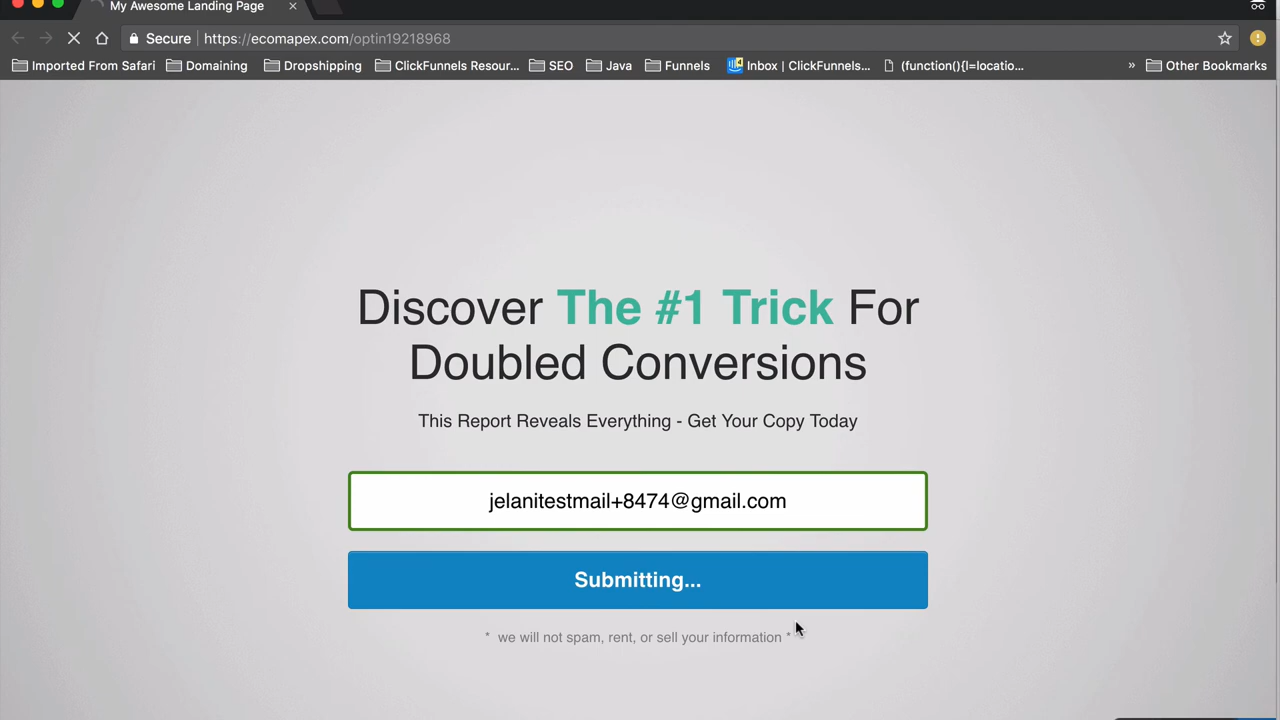 My Awesome Landing Page
Secure https://ecomapex.com/optin19218968
Imported From Safari Domaining Dropshipping ClickFunnels Resour... SEO Java Funnels Inbox | ClickFunnels... (function(){l=locatio... » Other Bookmarks
Discover The #1 Trick For
Doubled Conversions
This Report Reveals Everything - Get Your Copy Today
jelanitestmail+8474@gmail.com
Submitting...
* we will not spam, rent, or sell your information *